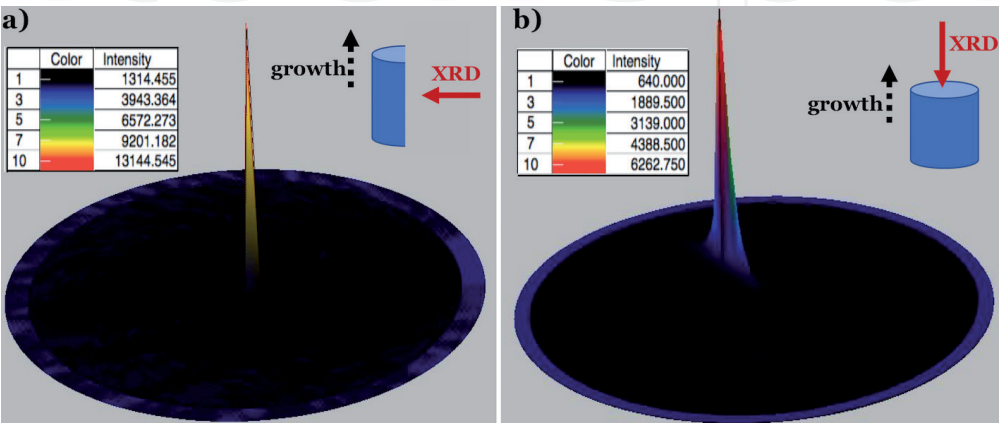 a)
Color Intensity
1 1314.455
3 3943.364
5 6572.273
7 9201.182
10 13144.545
growth
XRD
b)
Color Intensity
1 640.000
3 1889.500
5 3139.000
7 4388.500
10 6262.750
growth
XRD